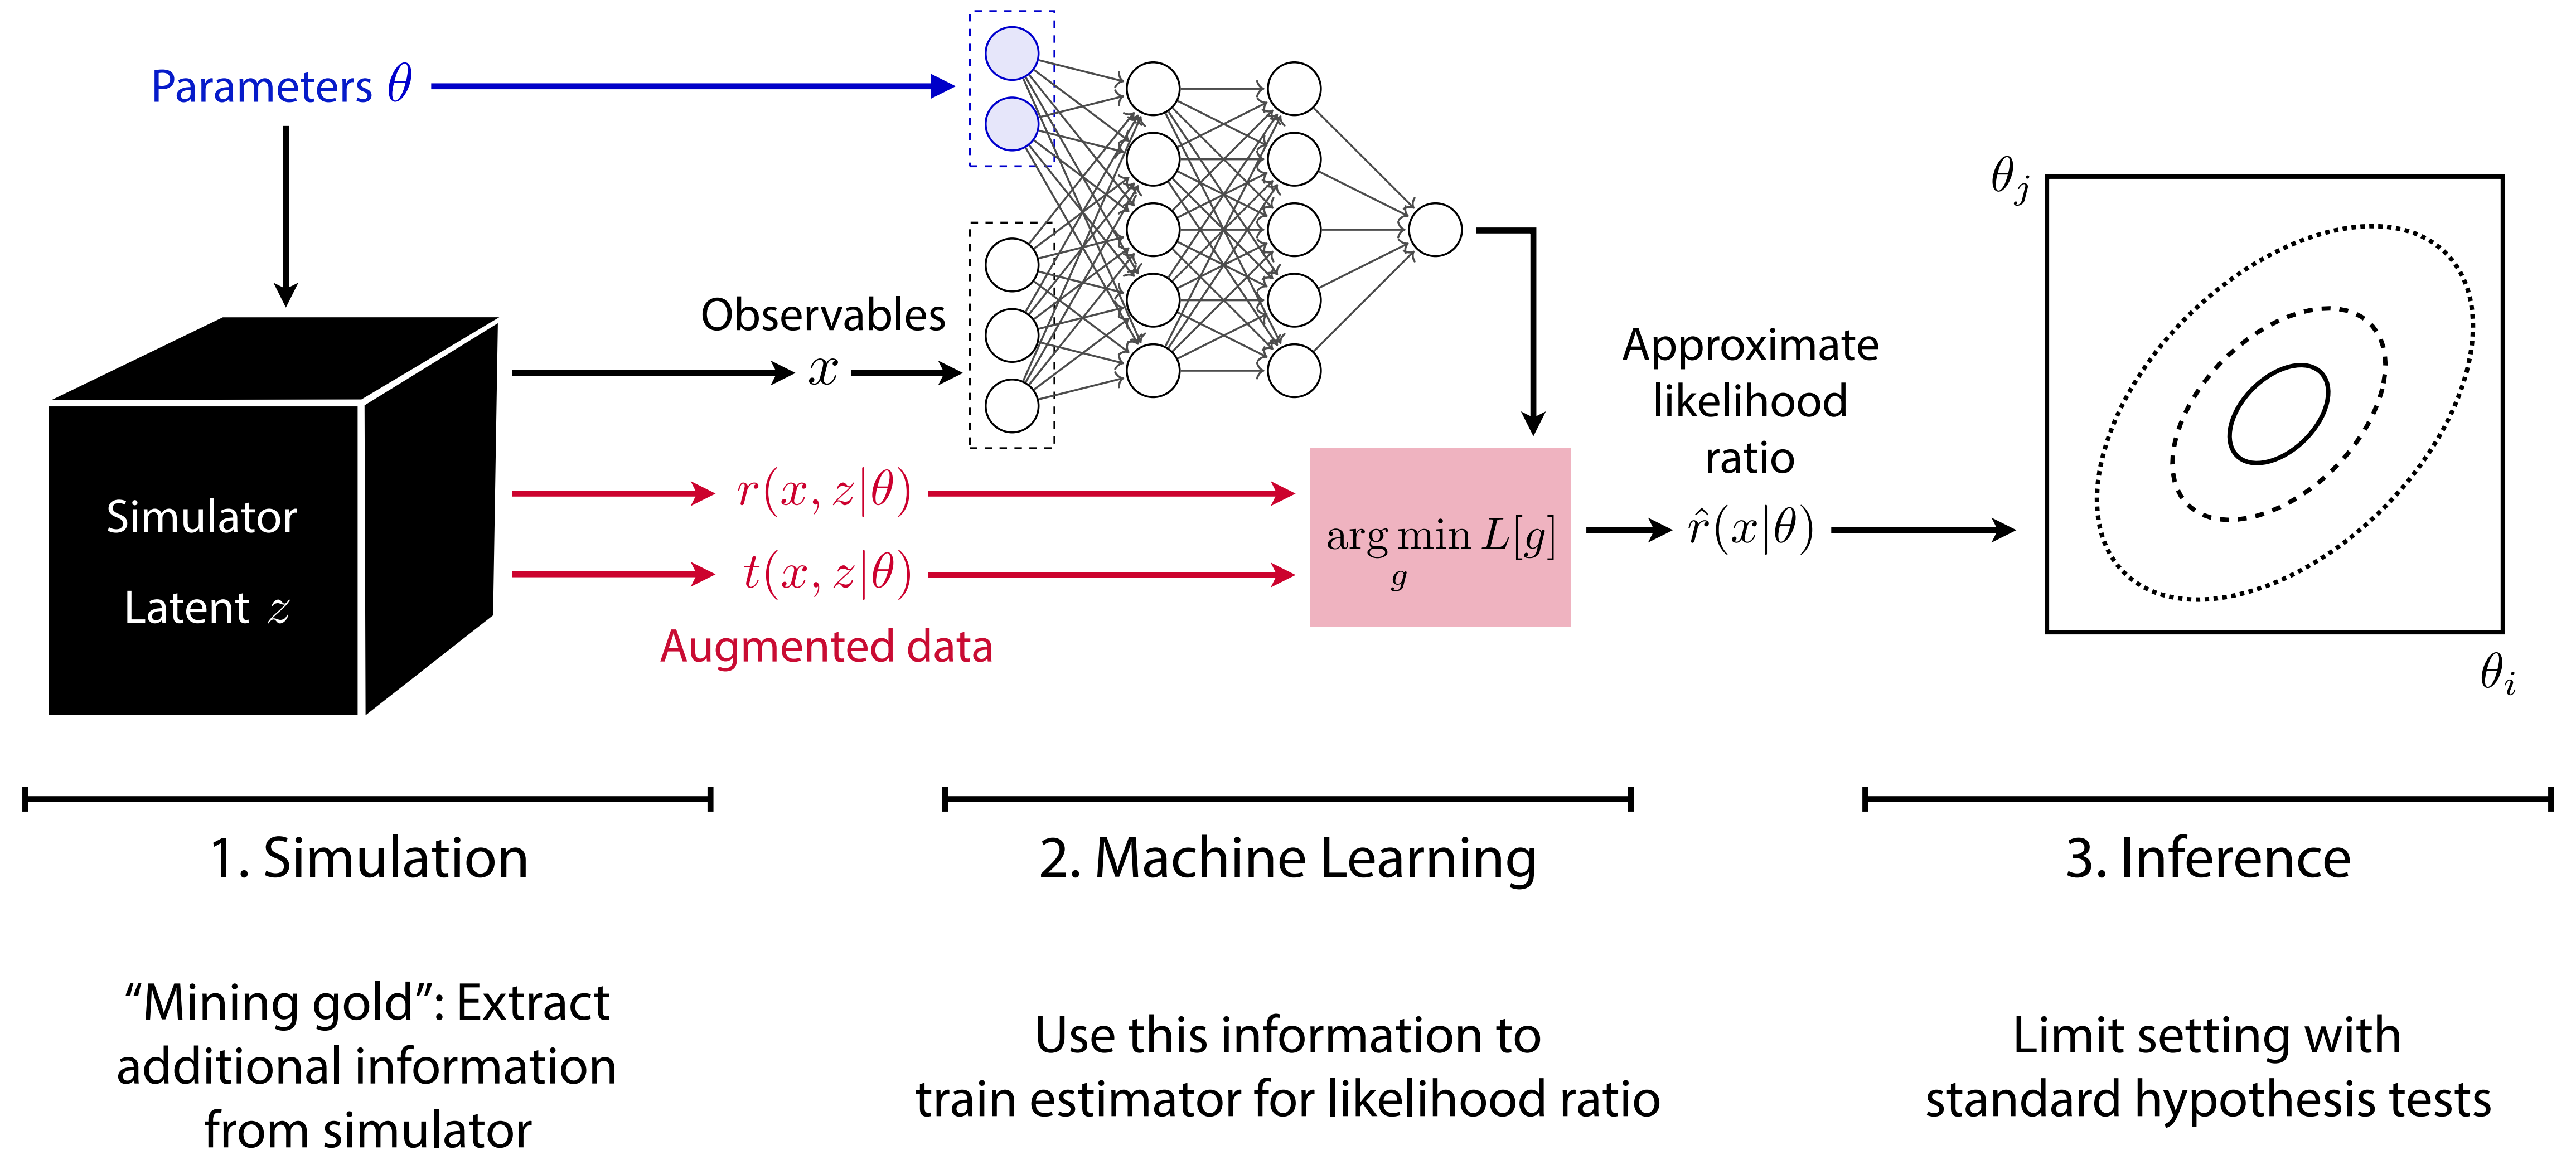 Parameters θ
Observables
x
r(x, z|θ)
t(x, z|θ)
Augmented data
Simulator
Latent z
arg min L[g]
g
Approximate
likelihood
ratio
r̂(x|θ)
θj
θi
1. Simulation
“Mining gold”: Extract
additional information
from simulator
2. Machine Learning
Use this information to
train estimator for likelihood ratio
3. Inference
Limit setting with
standard hypothesis tests